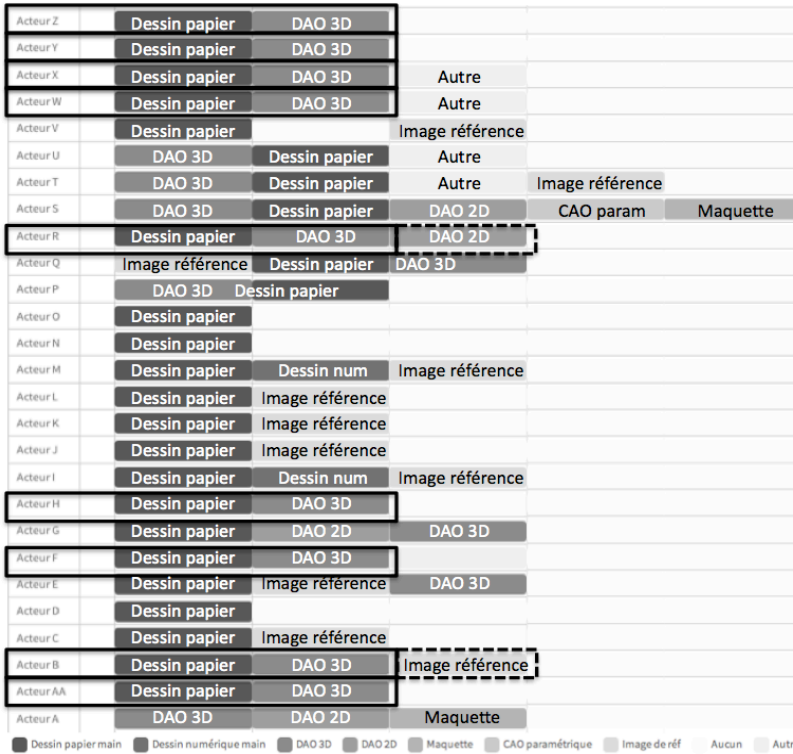 Acteur Z Dessin papier DAO 3D
Acteur Y Dessin papier DAO 3D
Acteur X Dessin papier DAO 3D Autre
Acteur W Dessin papier DAO 3D Autre
Acteur V Dessin papier Image référence
Acteur U DAO 3D Dessin papier Autre
Acteur T DAO 3D Dessin papier Autre Image référence
Acteur S DAO 3D Dessin papier DAO 2D CAO param Maquette
Acteur R Dessin papier DAO 3D DAO 2D
Acteur Q Image référence Dessin papier DAO 3D
Acteur P DAO 3D Dessin papier
Acteur O Dessin papier
Acteur N Dessin papier
Acteur M Dessin papier Dessin num Image référence
Acteur L Dessin papier Image référence
Acteur K Dessin papier Image référence
Acteur J Dessin papier Image référence
Acteur I Dessin papier Dessin num Image référence
Acteur H Dessin papier DAO 3D
Acteur G Dessin papier DAO 2D DAO 3D
Acteur F Dessin papier DAO 3D
Acteur E Dessin papier Image référence DAO 3D
Acteur D Dessin papier
Acteur C Dessin papier Image référence
Acteur B Dessin papier DAO 3D Image référence
Acteur AA Dessin papier DAO 3D
Acteur A DAO 3D DAO 2D Maquette
Dessin papier main Dessin numérique main DAO 3D DAO 2D Maquette CAO paramétrique Image de réf Aucun Autr